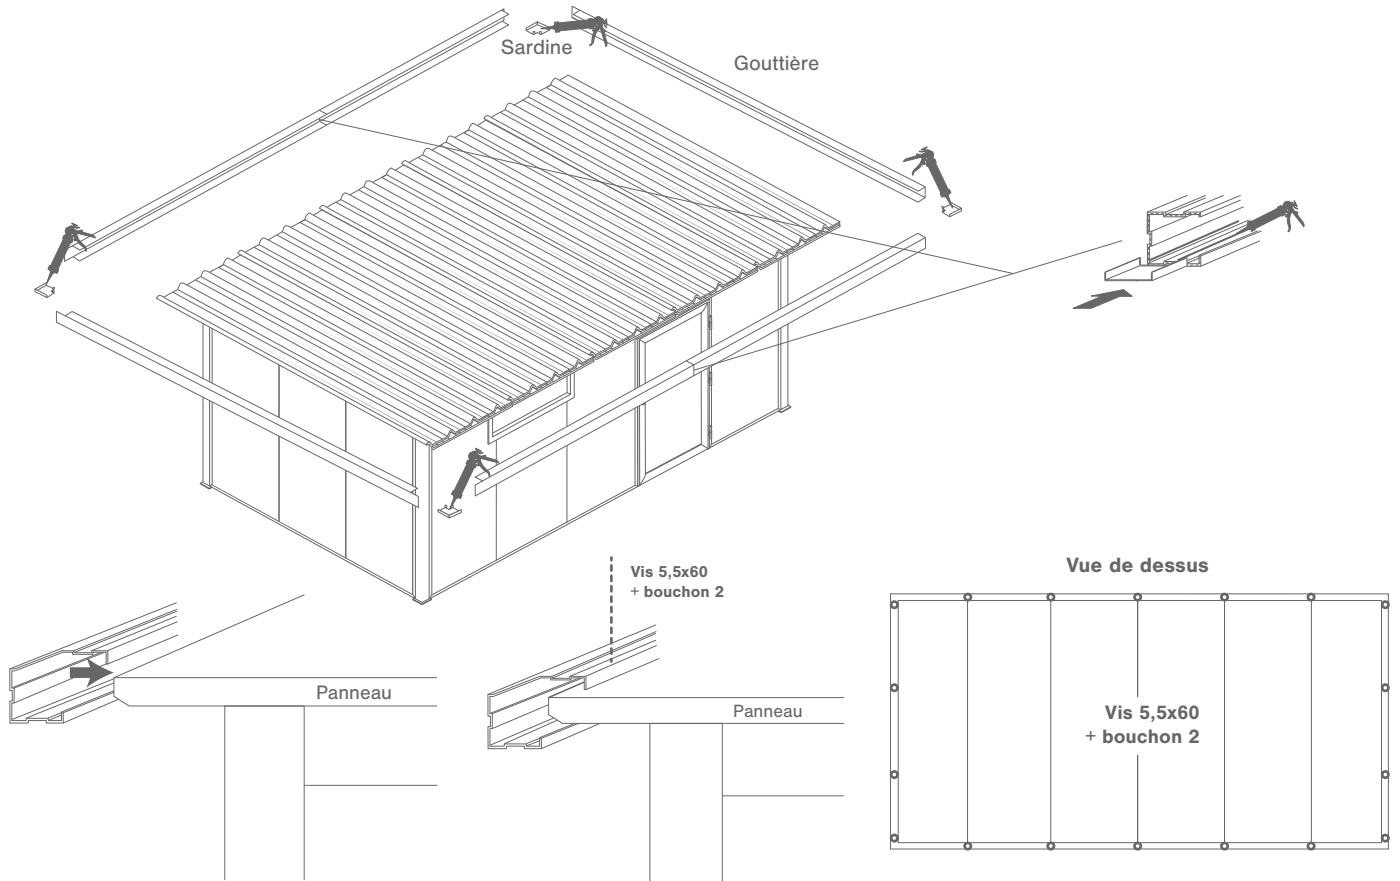 Sardine
Gouttière
Vis 5,5x60
+ bouchon 2
Vue de dessus
Panneau
Panneau
Vis 5,5x60
+ bouchon 2